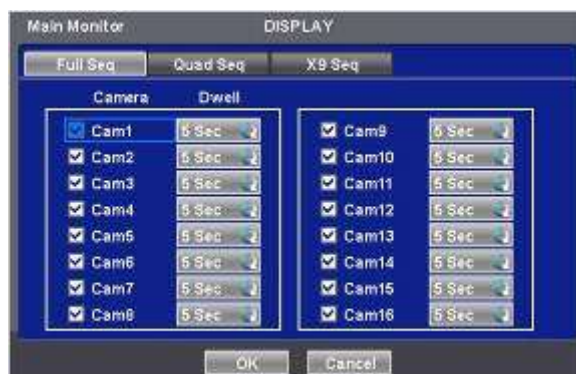 Main Monitor DISPLAY
Full Seq Quad Seq X9 Seq
Camera Dwell
Cam1 5 Sec
Cam2 5 Sec
Cam3 5 Sec
Cam4 5 Sec
Cam5 5 Sec
Cam6 5 Sec
Cam7 5 Sec
Cam8 5 Sec
Cam9 5 Sec
Cam10 5 Sec
Cam11 5 Sec
Cam12 5 Sec
Cam13 5 Sec
Cam14 5 Sec
Cam15 5 Sec
Cam16 5 Sec
OK Cancel